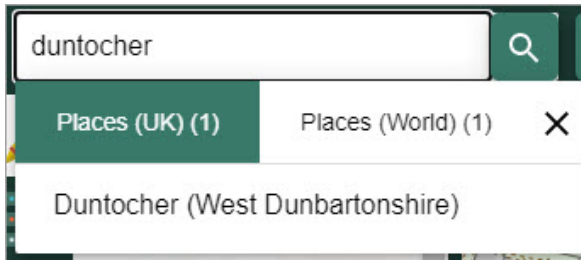 duntocher
Places (UK) (1) Places (World) (1)
Duntocher (West Dunbartonshire)